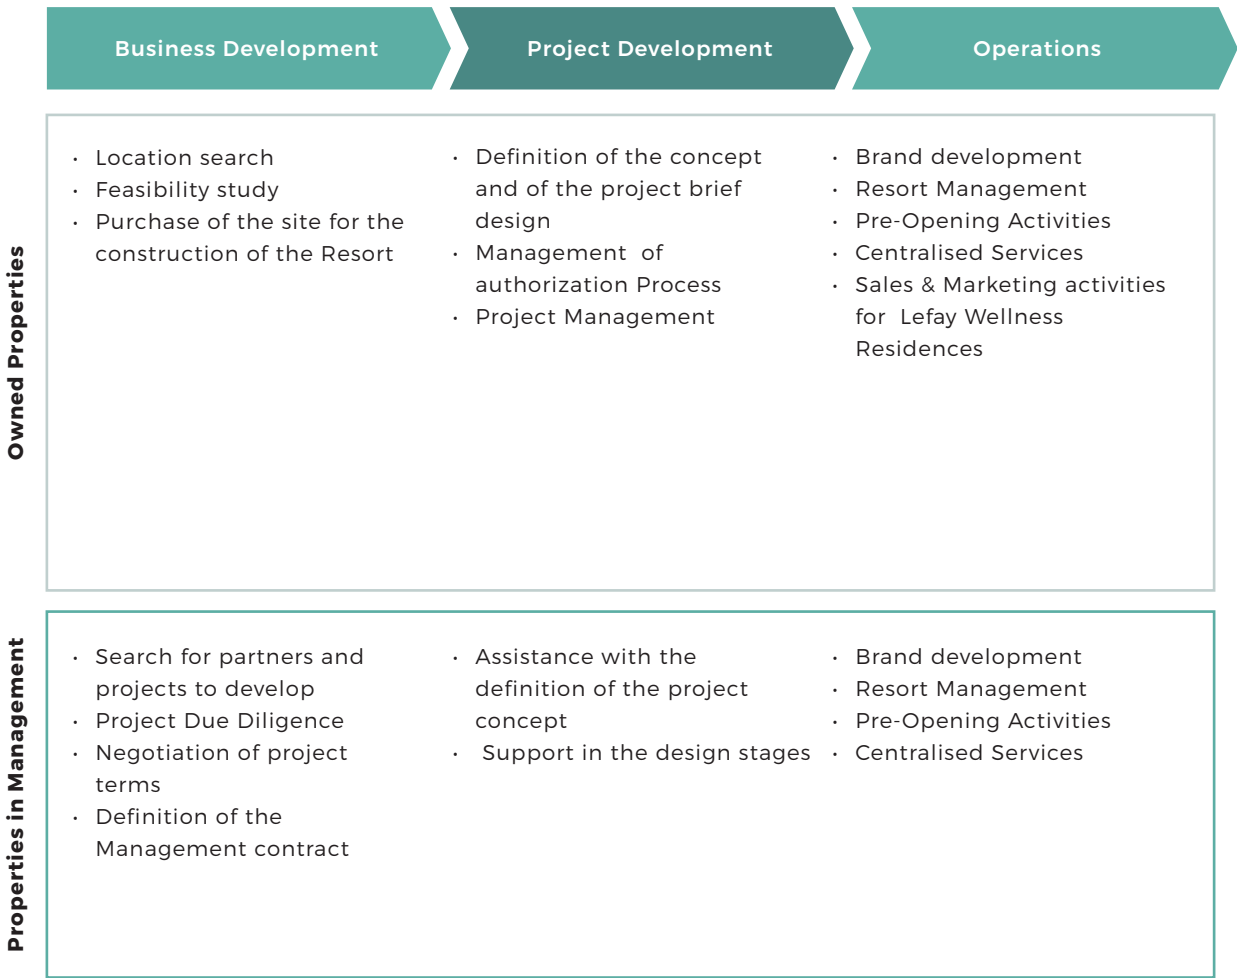 Business Development
Project Development
Operations
Owned Properties
• Location search
• Feasibility study
• Purchase of the site for the
construction of the Resort
• Definition of the concept
and of the project brief
design
• Management of
authorization Process
• Project Management
• Brand development
• Resort Management
• Pre-Opening Activities
• Centralised Services
• Sales & Marketing activities
for Lefay Wellness
Residences
Properties in Management
• Search for partners and
projects to develop
• Project Due Diligence
• Negotiation of project
terms
• Definition of the
Management contract
• Assistance with the
definition of the project
concept
• Support in the design stages
• Brand development
• Resort Management
• Pre-Opening Activities
• Centralised Services